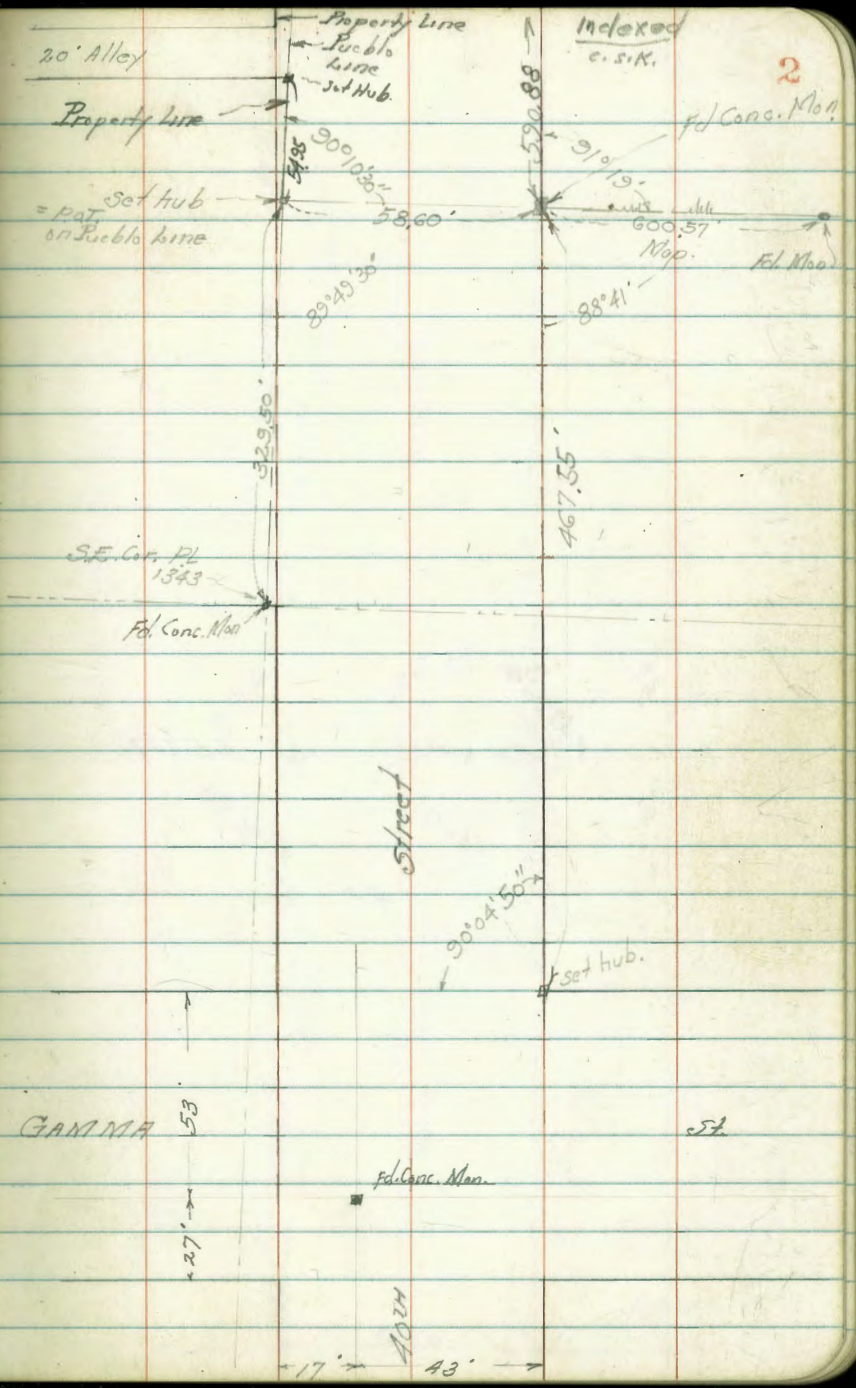 Property Line
Pueblo
Line
set Hub.
20' Alley
Property Line
Indexed
c.s.k.
2
590.88
Fd Conc. Mon.
54.95
90°10'30"
91°19'
set hub
= Pat.
on Pueblo Line
58.60'
600.57'
Map.
Fd. Mon.
89°49'30"
88°41'
329.50'
467.55'
S.E. Cor. PL
1343
Fd. Conc. Mon
Street
90°04'50"
set hub.
GAMMA
53'
St.
Fd. Conc. Mon.
27'
40TH
17'
43'